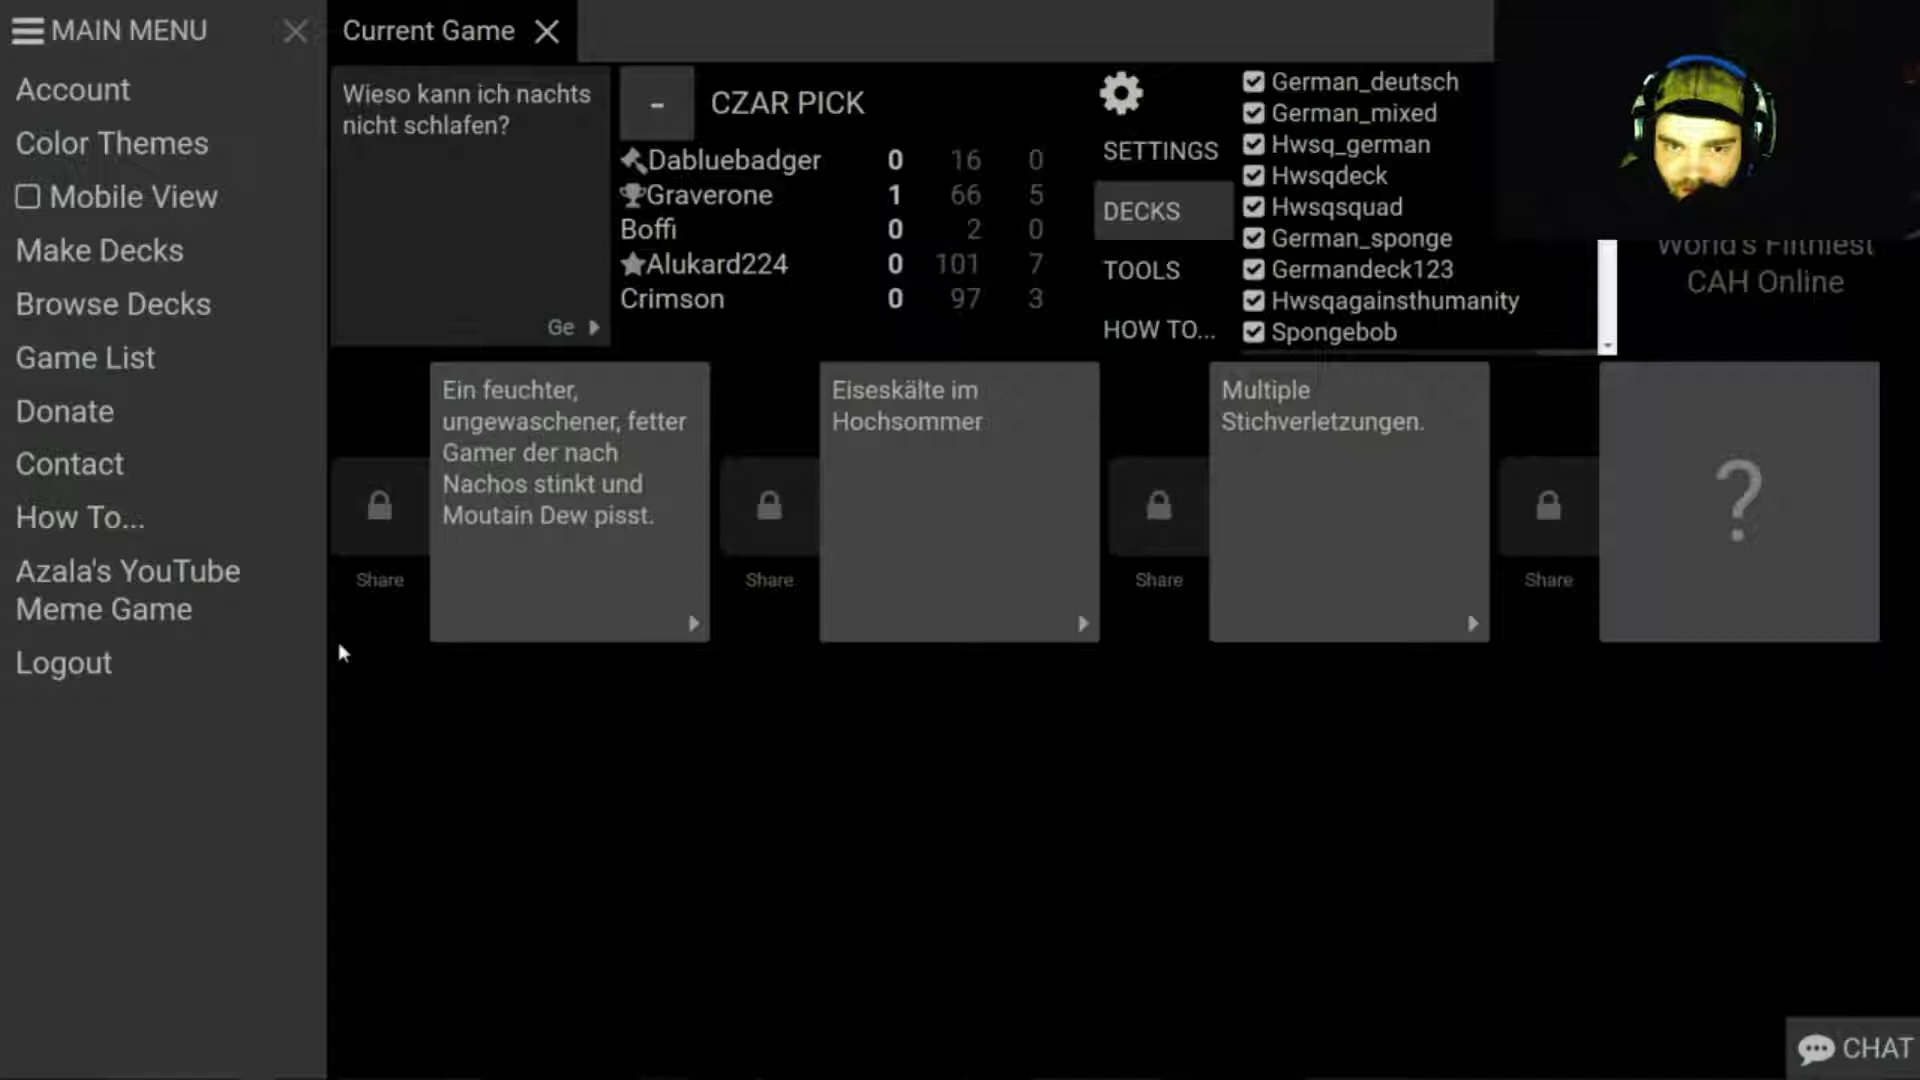 MAIN MENU
Account
Color Themes
Mobile View
Make Decks
Browse Decks
Game List
Donate
Contact
How To...
Azala's YouTube
Meme Game
Logout
Current Game
Wieso kann ich nachts
nicht schlafen?
Ge
-
CZAR PICK
Dabluebadger 0 16 0
Graverone 1 66 5
Boffi 0 2 0
Alukard224 0 101 7
Crimson 0 97 3
SETTINGS
DECKS
TOOLS
HOW TO...
German_deutsch
German_mixed
Hwsq_german
Hwsqdeck
Hwsqsquad
German_sponge
Germandeck123
Hwsqagainsthumanity
Spongebob
World's Filthiest
CAH Online
Share
Ein feuchter,
ungewaschener, fetter
Gamer der nach
Nachos stinkt und
Moutain Dew pisst.
Share
Eiseskälte im
Hochsommer
Share
Multiple
Stichverletzungen.
Share
?
CHAT